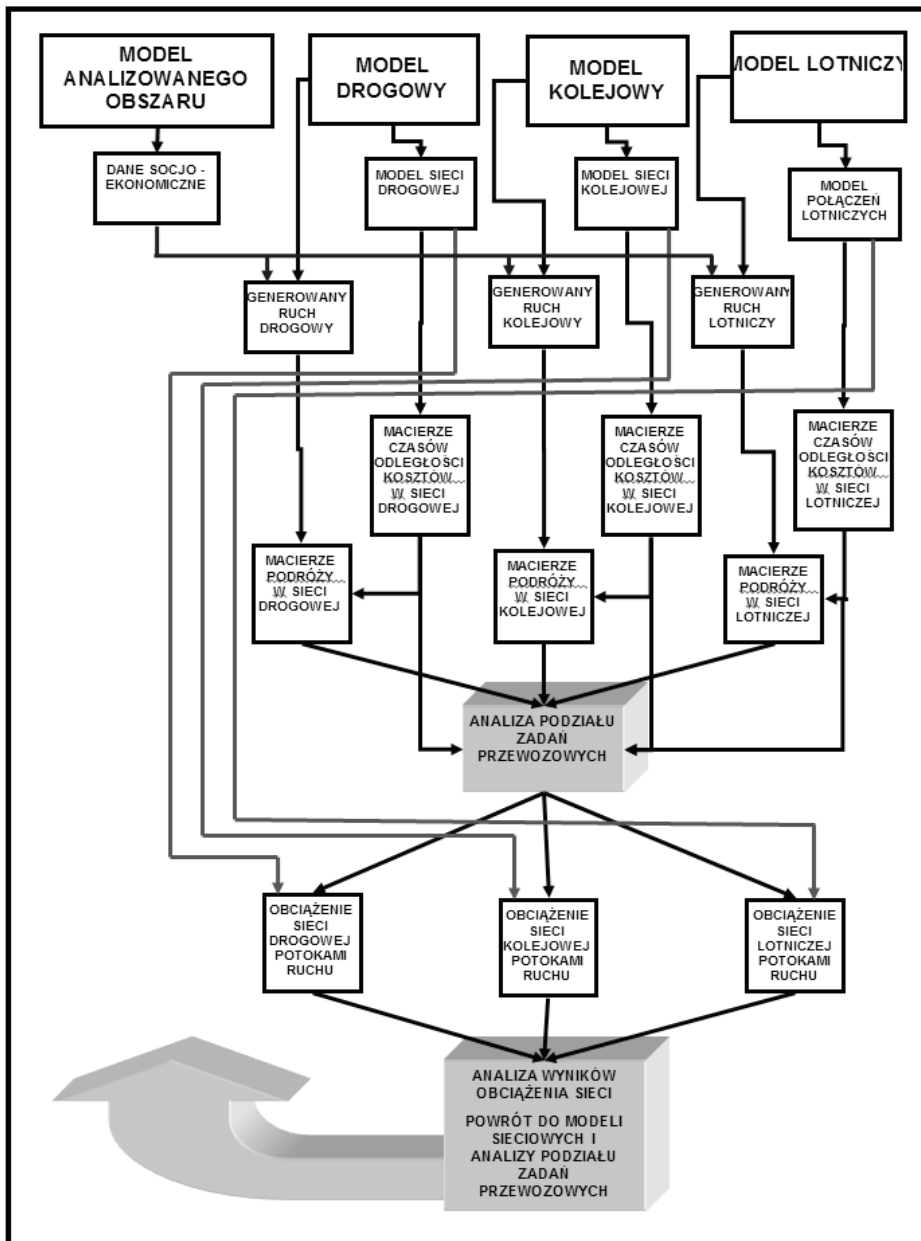 MODEL
ANALIZOWANEGO
OBSZARU
MODEL
DROGOWY
MODEL
KOLEJOWY
MODEL LOTNICZY
DANE SOCJO -
EKONOMICZNE
MODEL SIECI
DROGOWEJ
MODEL SIECI
KOLEJOWEJ
MODEL
POŁĄCZEŃ
LOTNICZYCH
GENEROWANY
RUCH
DROGOWY
GENEROWANY
RUCH
KOLEJOWY
GENEROWANY
RUCH
LOTNICZY
MACIERZE
CZASÓW
ODLEGŁOŚCI
KOSZTÓW
W SIECI
DROGOWEJ
MACIERZE
CZASÓW
ODLEGŁOŚCI
KOSZTÓW
W SIECI
KOLEJOWEJ
MACIERZE
CZASÓW
ODLEGŁOŚCI
KOSZTÓW
W SIECI
LOTNICZEJ
MACIERZE
PODRÓŻY
W SIECI
DROGOWEJ
MACIERZE
PODRÓŻY
W SIECI
KOLEJOWEJ
MACIERZE
PODRÓŻY
W SIECI
LOTNICZEJ
ANALIZA PODZIAŁU
ZADAŃ
PRZEWOZOWYCH
OBCIĄŻENIE
SIECI
DROGOWEJ
POTOKAMI
RUCHU
OBCIĄŻENIE
SIECI
KOLEJOWEJ
POTOKAMI
RUCHU
OBCIĄŻENIE
SIECI
LOTNICZEJ
POTOKAMI
RUCHU
ANALIZA WYNIKÓW
OBCIĄŻENIA SIECI
POWRÓT DO MODELI
SIECIOWYCH I
ANALIZY PODZIAŁU
ZADAŃ
PRZEWOZOWYCH